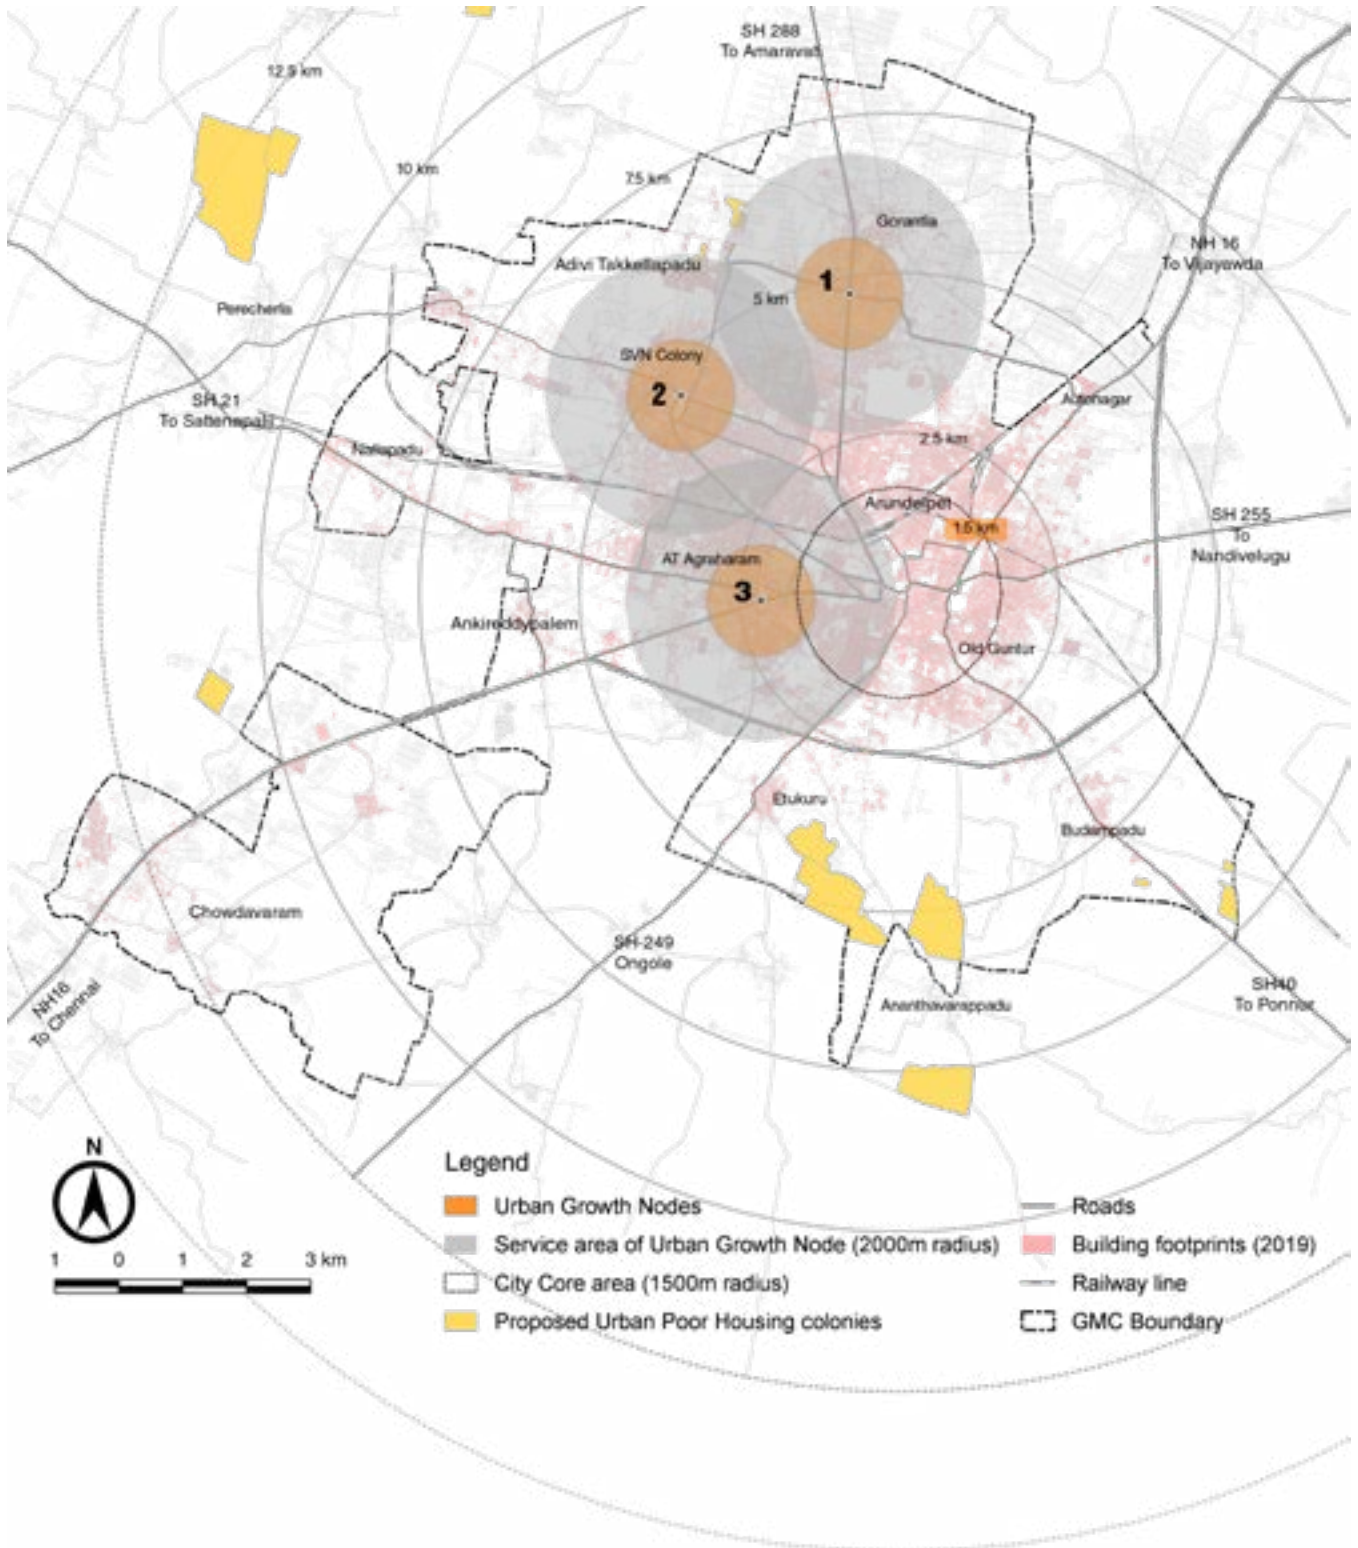 SH 288
To Amaravati
12.5 km
10 km
7.5 km
Gorantla
NH 16
To Vijayawda
Adivi Takkellapadu
1
5 km
Perecherla
SVN Colony
2
SH 21
To Sattenapalli
Autonagar
2.5 km
Nallapadu
Arundelpet
1.5 km
SH 255
To
Nandivelugu
AT Agraharam
3
Ankireddypalem
Old Guntur
Etukuru
Budampadu
Chowdavaram
SH-249
Ongole
NH16
To Chennai
Ananthavarappadu
SH40
To Ponnur
N
1 0 1 2 3 km
Legend
Urban Growth Nodes
Service area of Urban Growth Node (2000m radius)
City Core area (1500m radius)
Proposed Urban Poor Housing colonies
Roads
Building footprints (2019)
Railway line
GMC Boundary